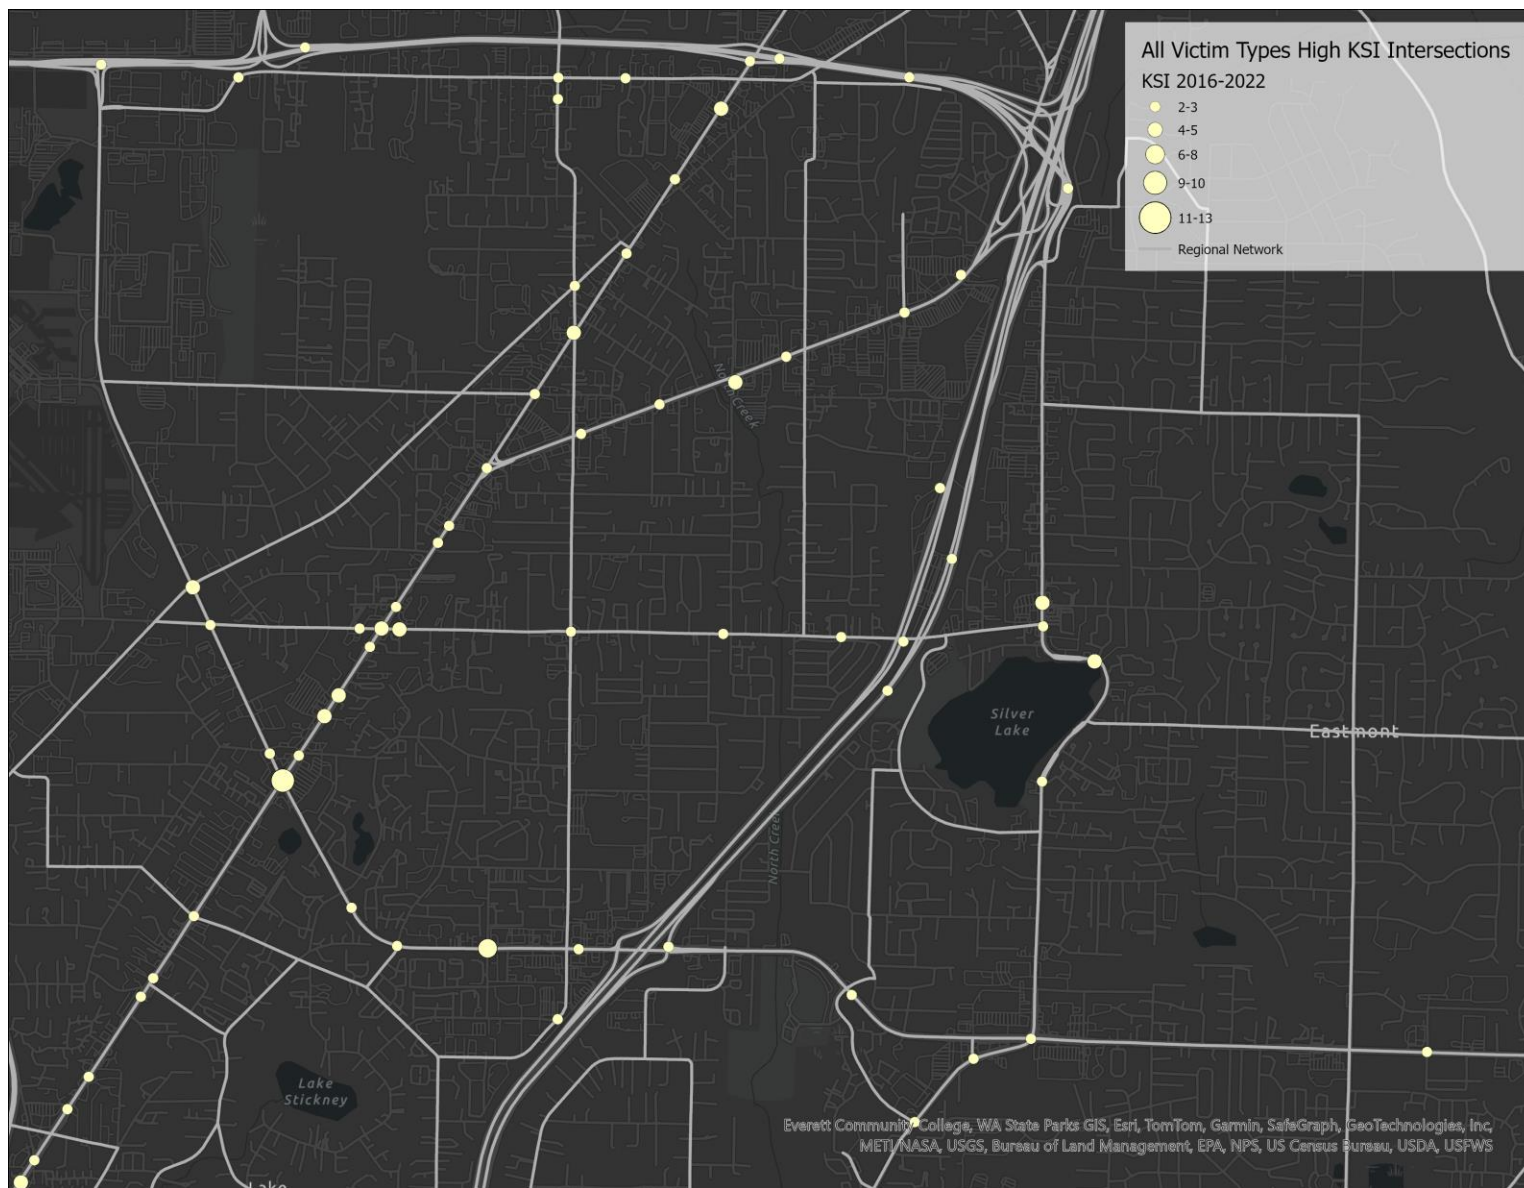 All Victim Types High KSI Intersections
KSI 2016-2022
2-3
4-5
6-8
9-10
11-13
Regional Network
North Creek
Silver
Lake
Eastmont
North Creek
Lake
Stickney
Everett Community College, WA State Parks GIS, Esri, TomTom, Garmin, SafeGraph, GeoTechnologies, Inc,
METI/NASA, USGS, Bureau of Land Management, EPA, NPS, US Census Bureau, USDA, USFWS
Lake